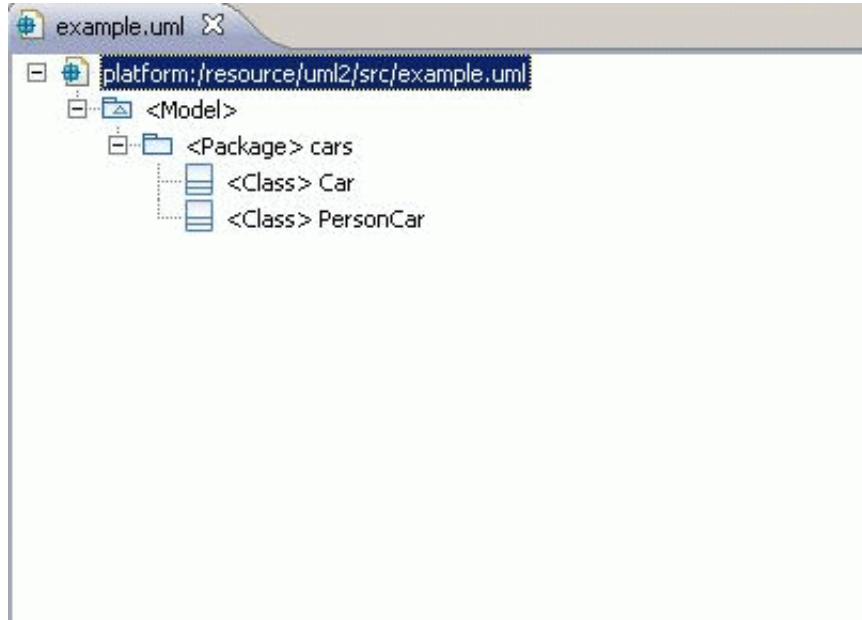 example.uml
platform:/resource/uml2/src/example.uml
<Model>
<Package> cars
<Class> Car
<Class> PersonCar